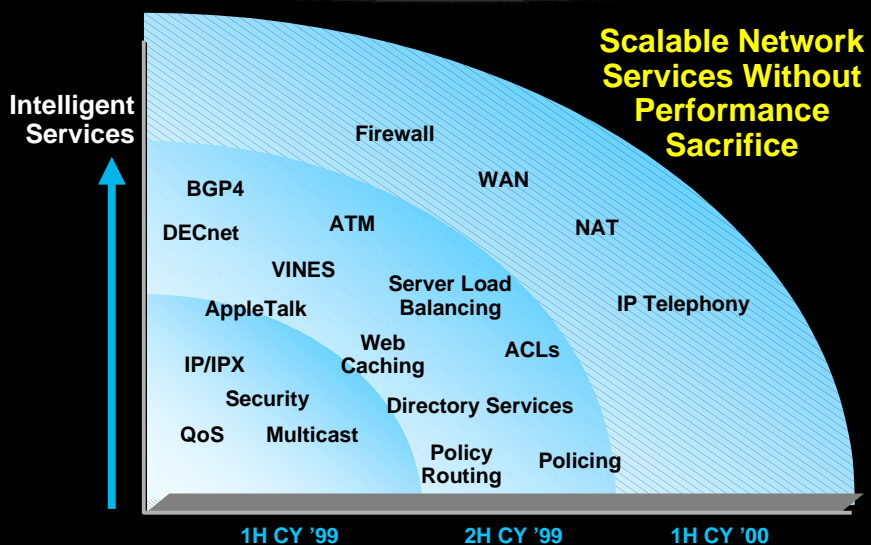 Scalable Network
Services Without
Performance
Sacrifice
Intelligent
Services
Firewall
WAN
NAT
IP Telephony
BGP4
DECnet
ATM
VINES
Server Load
Balancing
AppleTalk
Web
Caching
ACLs
IP/IPX
Security
Directory Services
QoS
Multicast
Policy
Routing
Policing
1H CY '99
2H CY '99
1H CY '00